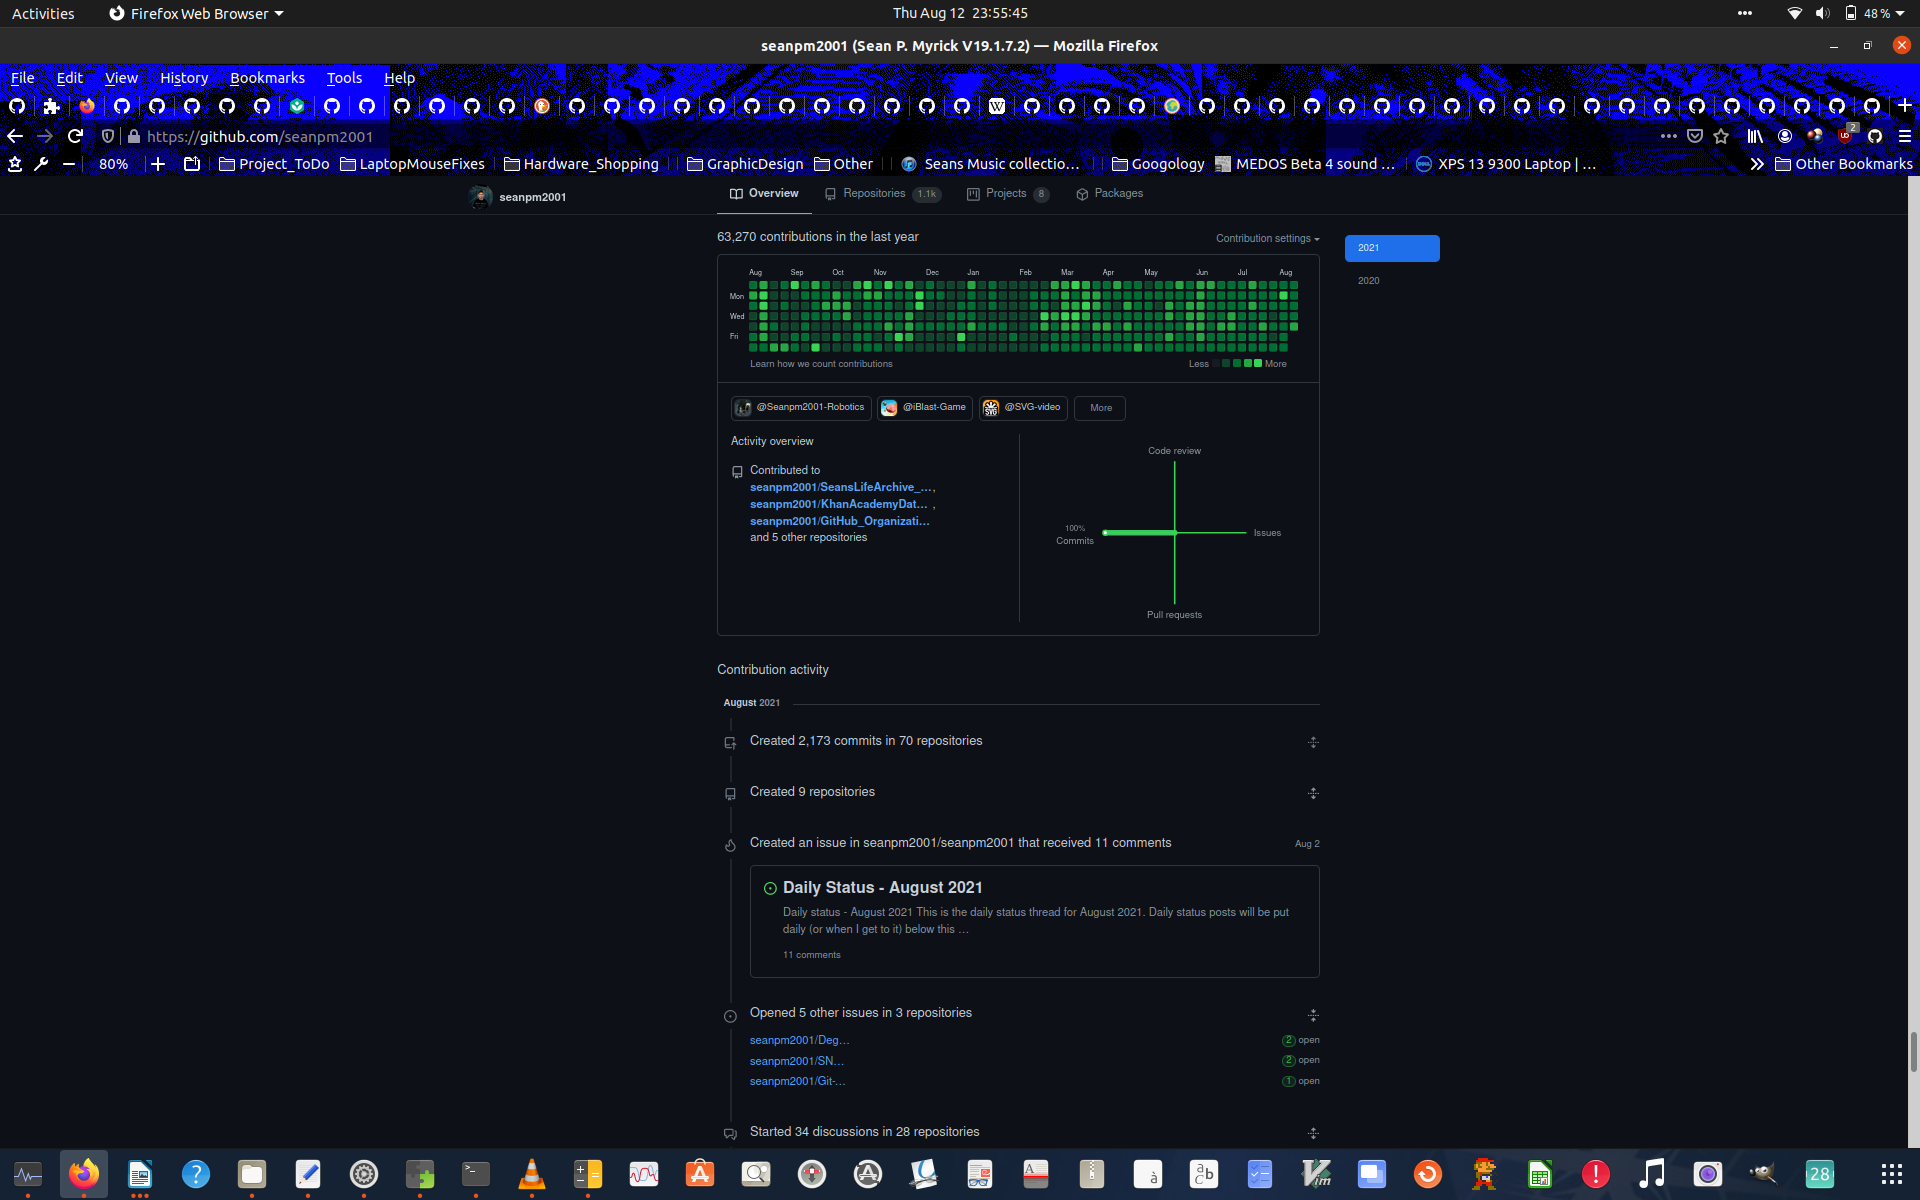 Activities Firefox Web Browser Thu Aug 12 23:55:45 48 %
seanpm2001 (Sean P. Myrick V19.1.7.2) — Mozilla Firefox
File Edit View History Bookmarks Tools Help
https://github.com/seanpm2001 2
80% Project_ToDo LaptopMouseFixes Hardware_Shopping GraphicDesign Other Seans Music collectio… Googology MEDOS Beta 4 sound … XPS 13 9300 Laptop | … Other Bookmarks
seanpm2001 Overview Repositories 1.1k Projects 8 Packages
63,270 contributions in the last year Contribution settings
2021
2020
Aug Sep Oct Nov Dec Jan Feb Mar Apr May Jun Jul Aug
Mon
Wed
Fri
Learn how we count contributions Less More
@Seanpm2001-Robotics @iBlast-Game @SVG-video More
Activity overview
Contributed to
seanpm2001/SeansLifeArchive_…,
seanpm2001/KhanAcademyDat… ,
seanpm2001/GitHub_Organizati…
and 5 other repositories
Code review
100%
Commits
Issues
Pull requests
Contribution activity
August 2021
Created 2,173 commits in 70 repositories
Created 9 repositories
Created an issue in seanpm2001/seanpm2001 that received 11 comments Aug 2
Daily Status - August 2021
Daily status - August 2021 This is the daily status thread for August 2021. Daily status posts will be put
daily (or when I get to it) below this …
11 comments
Opened 5 other issues in 3 repositories
seanpm2001/Deg… 2 open
seanpm2001/SN… 2 open
seanpm2001/Git-… 1 open
Started 34 discussions in 28 repositories
28